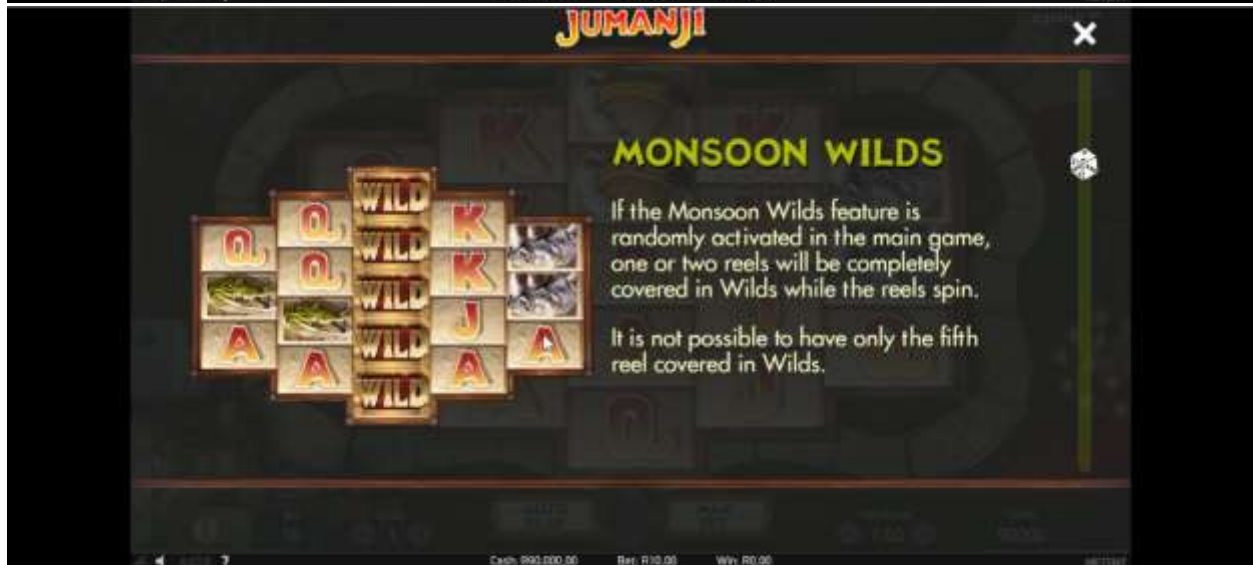 JUMANJI
MONSOON WILDS
If the Monsoon Wilds feature is
randomly activated in the main game,
one or two reels will be completely
covered in Wilds while the reels spin.
It is not possible to have only the fifth
reel covered in Wilds.
WILD
Q K
Q WILD
Q K
WILD
J
A WILD A
A A
WILD
Cash: R90,000.00 Bet: R10.00 Win: R0.00